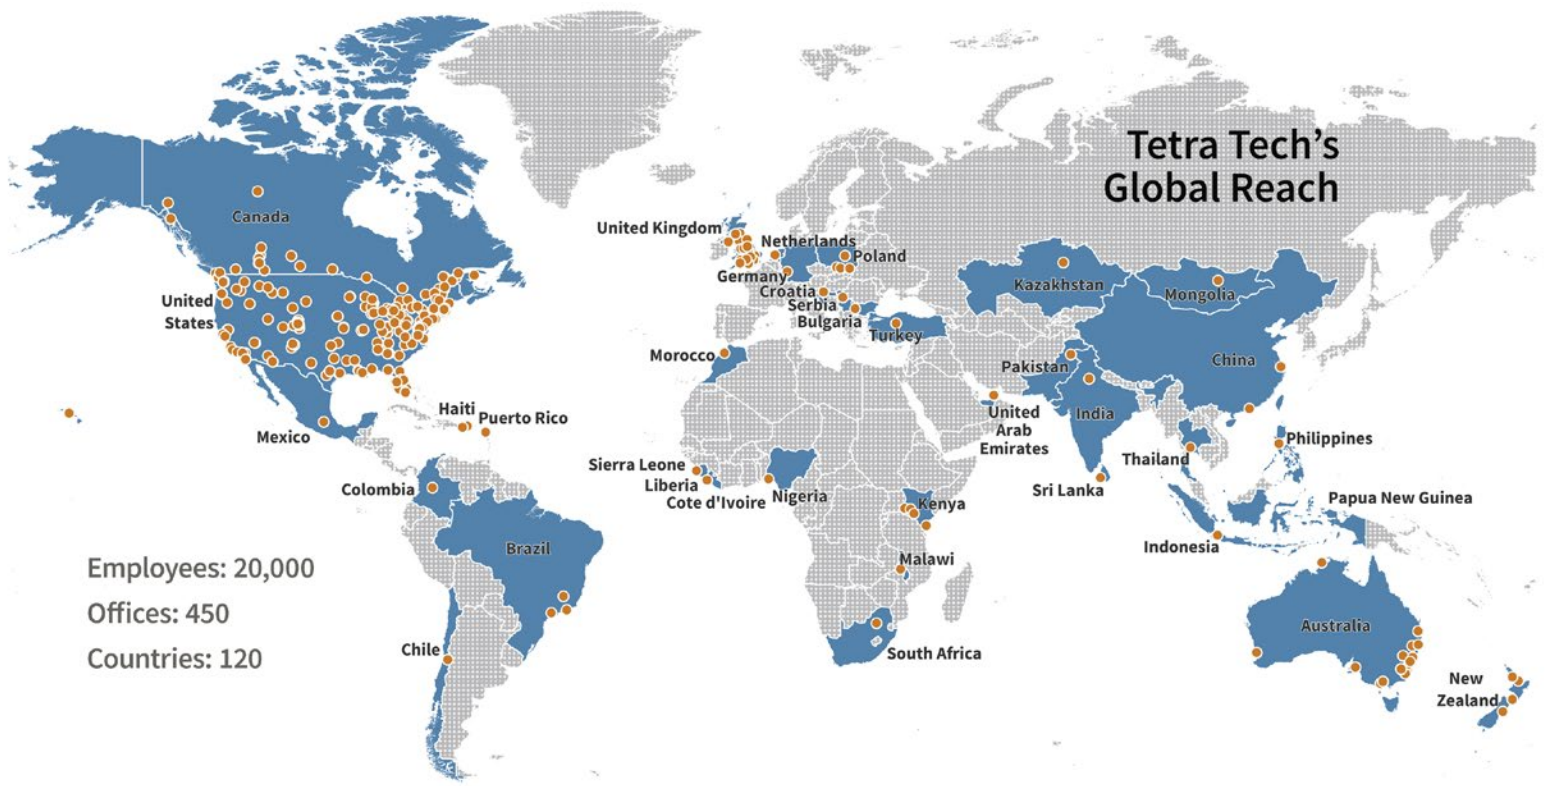 Tetra Tech's
Global Reach
Canada
United
States
Mexico
Haiti
Puerto Rico
Colombia
Brazil
Chile
Employees: 20,000
Offices: 450
Countries: 120
United Kingdom
Netherlands
Poland
Germany
Croatia
Serbia
Bulgaria
Turkey
Morocco
Sierra Leone
Liberia
Cote d'Ivoire
Nigeria
Kenya
Malawi
South Africa
Kazakhstan
Mongolia
China
Pakistan
India
United
Arab
Emirates
Sri Lanka
Thailand
Philippines
Indonesia
Papua New Guinea
Australia
New
Zealand